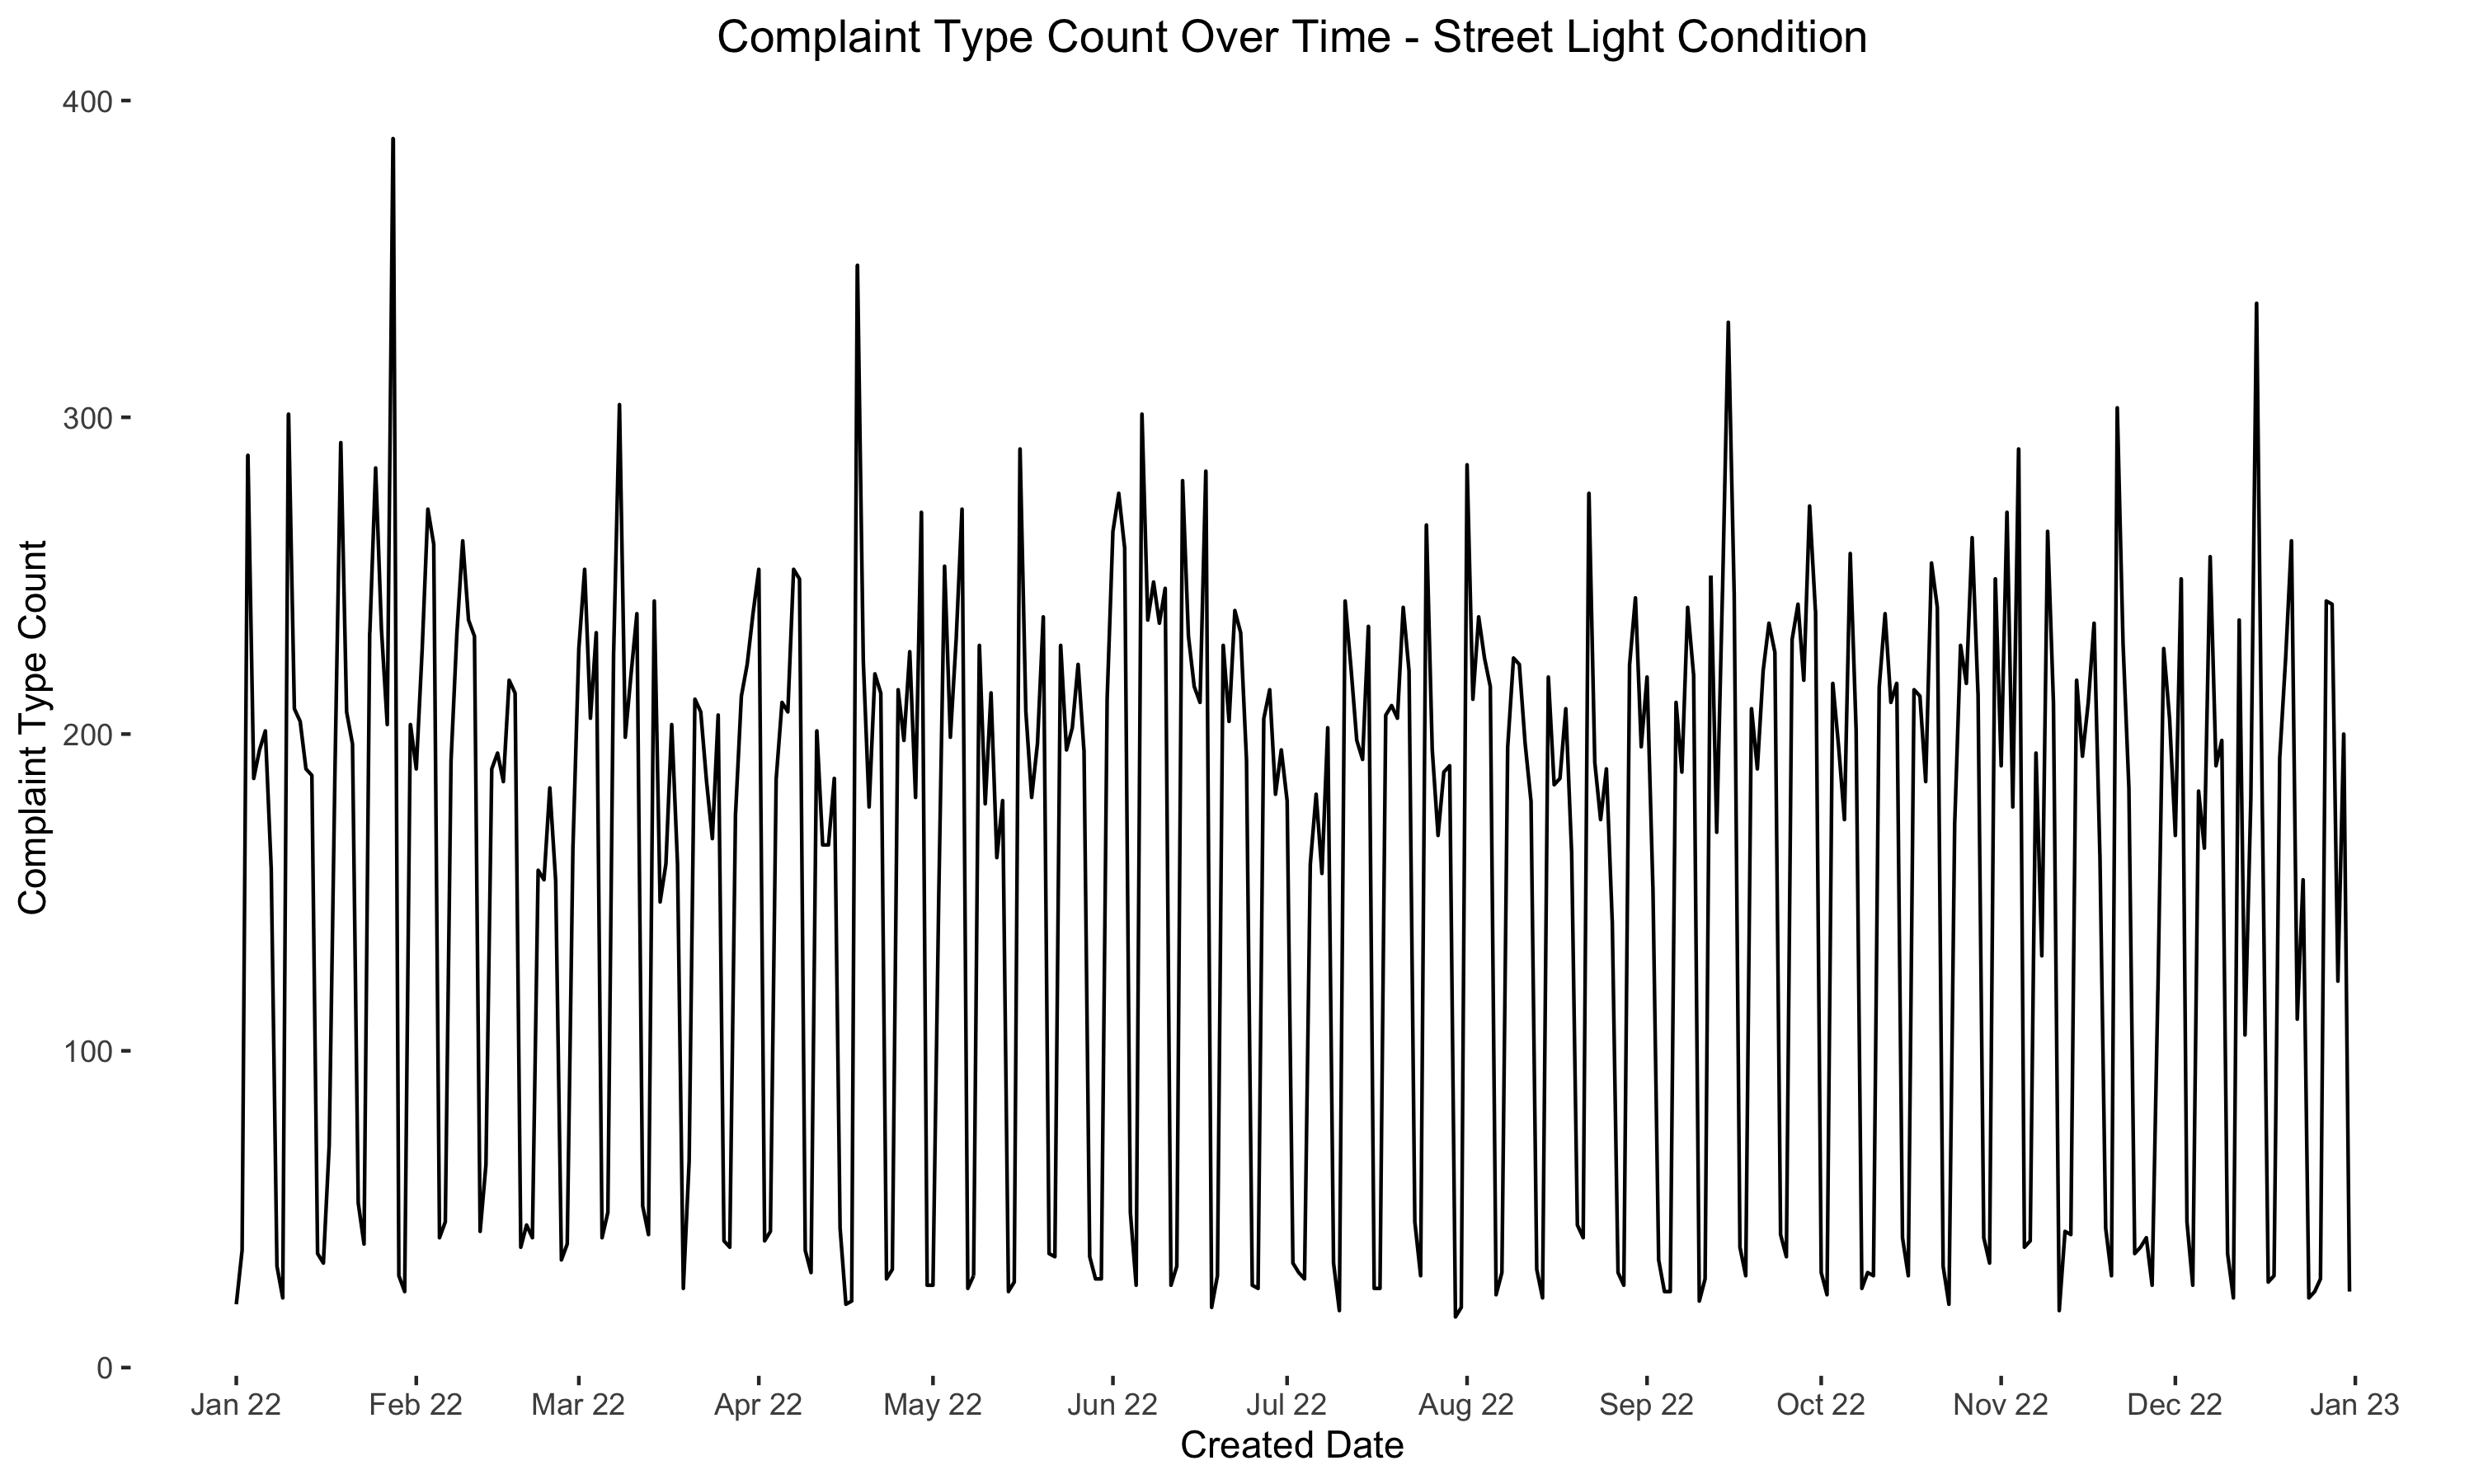 Complaint Type Count Over Time - Street Light Condition
Complaint Type Count
400
300
200
100
0
Jan 22 Feb 22 Mar 22 Apr 22 May 22 Jun 22 Jul 22 Aug 22 Sep 22 Oct 22 Nov 22 Dec 22 Jan 23
Created Date